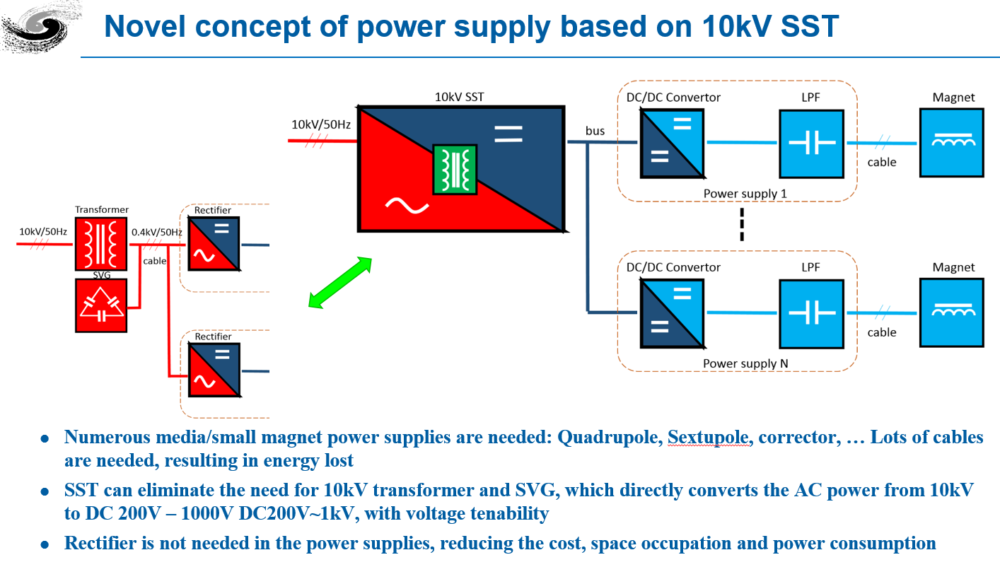 Novel concept of power supply based on 10kV SST
10kV SST
10kV/50Hz
bus
DC/DC Convertor
LPF
Magnet
cable
Power supply 1
Transformer
Rectifier
10kV/50Hz
0.4kV/50Hz
cable
SVG
Rectifier
DC/DC Convertor
LPF
Magnet
cable
Power supply N
● Numerous media/small magnet power supplies are needed: Quadrupole, Sextupole, corrector, … Lots of cables
are needed, resulting in energy lost
● SST can eliminate the need for 10kV transformer and SVG, which directly converts the AC power from 10kV
to DC 200V – 1000V DC200V~1kV, with voltage tenability
● Rectifier is not needed in the power supplies, reducing the cost, space occupation and power consumption